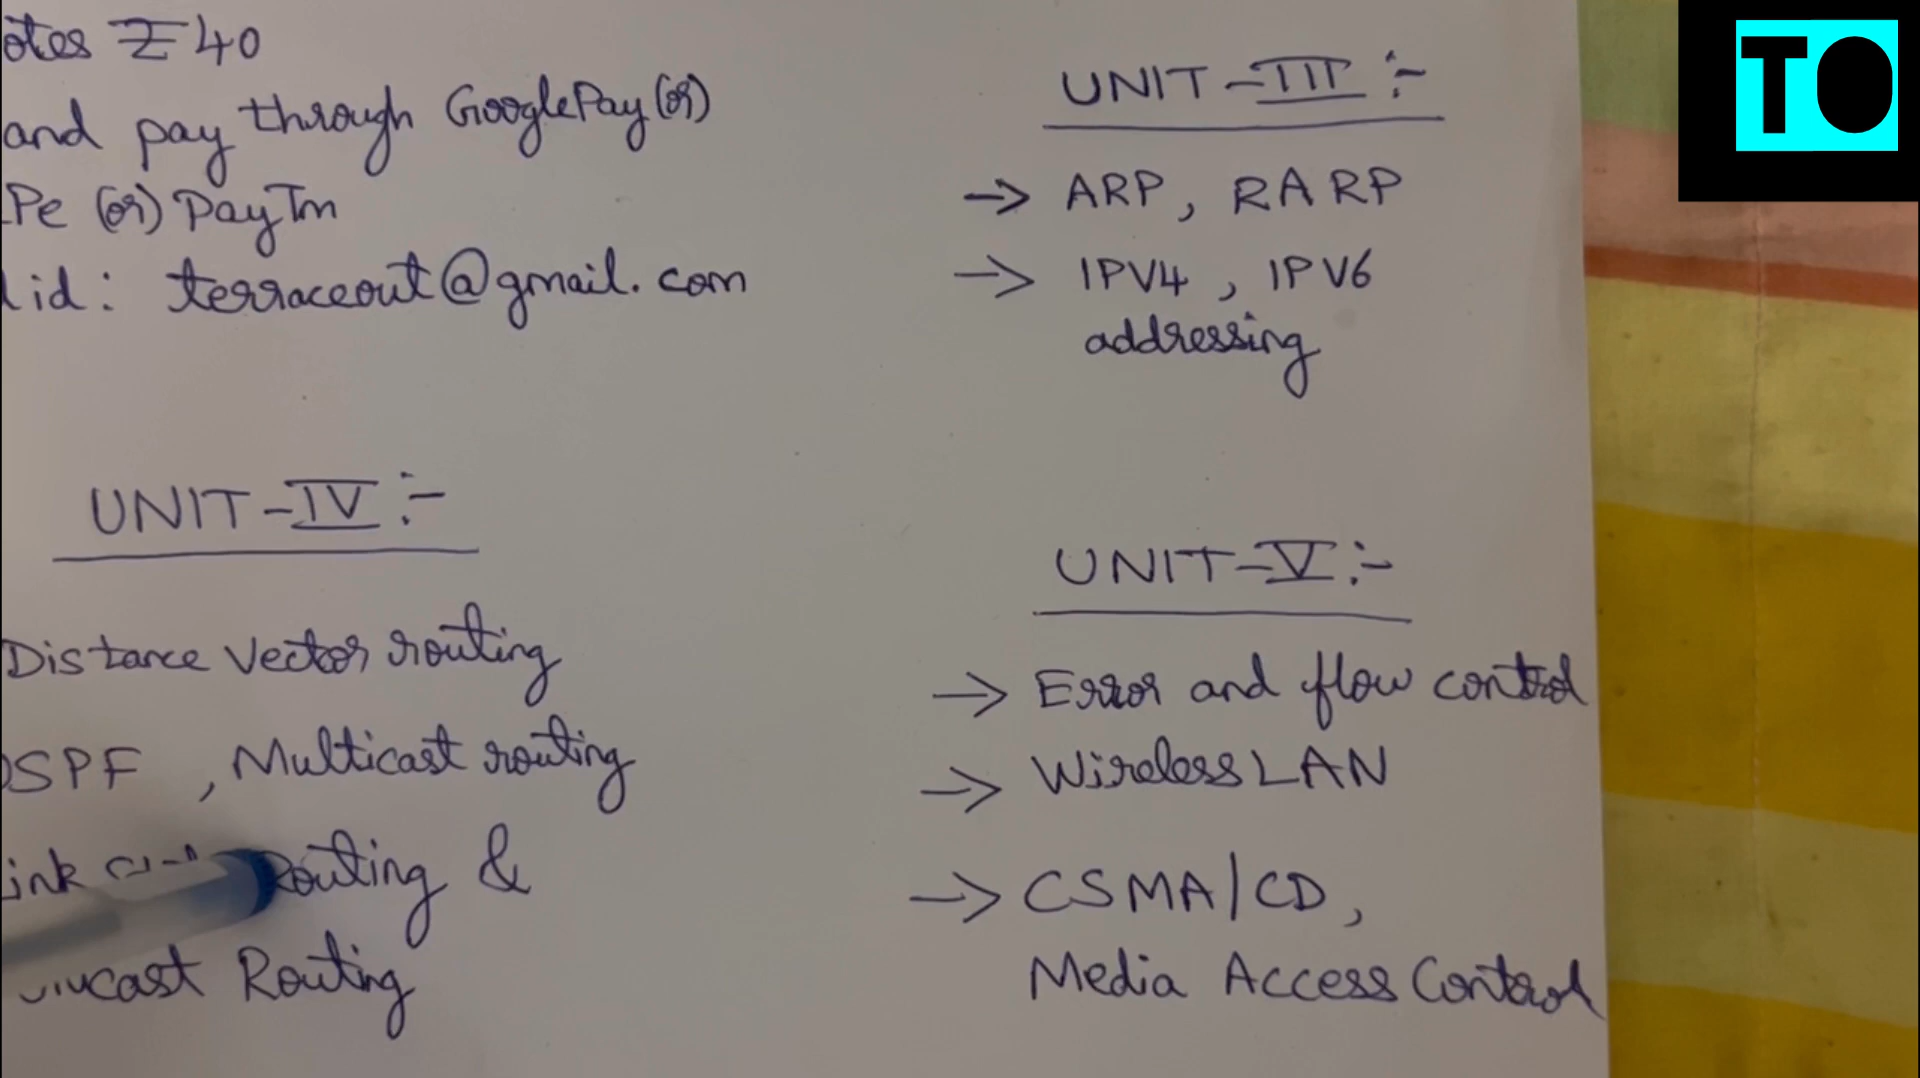 otes ₹40
and pay through GooglePay (or)
Pe (or) PayTm
id: terraceout@gmail.com
UNIT-III :-
→ ARP, RARP
→ IPV4, IPV6
addressing
UNIT-IV :-
Distance Vector routing
OSPF, Multicast routing
ink Routing &
cast Routing
UNIT-V :-
→ Error and flow control
→ Wireless LAN
→ CSMA/CD,
Media Access Control
TO